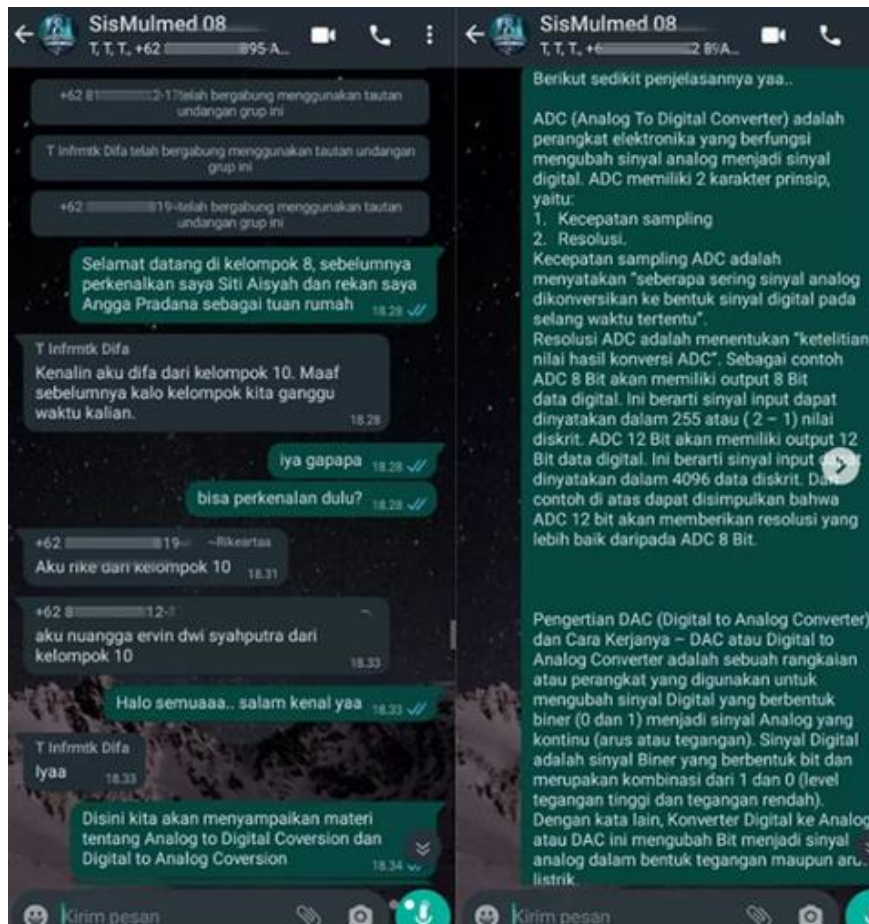 SisMulmed 08
T, T, T, +62
+62 81
telah bergabung menggunakan tautan
undangan grup ini
T Infrmtk Difa telah bergabung menggunakan tautan undangan
grup ini
+62 819
telah bergabung menggunakan tautan
undangan grup ini
Selamat datang di kelompok 8, sebelumnya
perkenalkan saya Siti Aisyah dan rekan saya
Angga Pradana sebagai tuan rumah 18.28
T Infrmtk Difa
Kenalin aku difa dari kelompok 10. Maaf
sebelumnya kalo kelompok kita ganggu
waktu kalian. 18.28
iya gapapa 18.28
bisa perkenalan dulu? 18.28
+62 819 ~Rikeartaa
Aku rike dari kelompok 10 18.31
+62 8
aku nuangga ervin dwi syahputra dari
kelompok 10 18.33
Halo semuaaa.. salam kenal yaa 18.33
T Infrmtk Difa
Iyaa 18.33
Disini kita akan menyampaikan materi
tentang Analog to Digital Coversion dan
Digital to Analog Coversion 18.34
Kirim pesan
SisMulmed 08
T, T, T,
Berikut sedikit penjelasannya yaa..
ADC (Analog To Digital Converter) adalah
perangkat elektronika yang berfungsi
mengubah sinyal analog menjadi sinyal
digital. ADC memiliki 2 karakter prinsip,
yaitu:
1. Kecepatan sampling
2. Resolusi.
Kecepatan sampling ADC adalah
menyatakan “seberapa sering sinyal analog
dikonversikan ke bentuk sinyal digital pada
selang waktu tertentu”.
Resolusi ADC adalah menentukan “ketelitian
nilai hasil konversi ADC”. Sebagai contoh
ADC 8 Bit akan memiliki output 8 Bit
data digital. Ini berarti sinyal input dapat
dinyatakan dalam 255 atau ( 2 – 1) nilai
diskrit. ADC 12 Bit akan memiliki output 12
Bit data digital. Ini berarti sinyal input
dinyatakan dalam 4096 data diskrit. Dari
contoh di atas dapat disimpulkan bahwa
ADC 12 bit akan memberikan resolusi yang
lebih baik daripada ADC 8 Bit.
Pengertian DAC (Digital to Analog Converter)
dan Cara Kerjanya – DAC atau Digital to
Analog Converter adalah sebuah rangkaian
atau perangkat yang digunakan untuk
mengubah sinyal Digital yang berbentuk
biner (0 dan 1) menjadi sinyal Analog yang
kontinu (arus atau tegangan). Sinyal Digital
adalah sinyal Biner yang berbentuk bit dan
merupakan kombinasi dari 1 dan 0 (level
tegangan tinggi dan tegangan rendah).
Dengan kata lain, Konverter Digital ke Analog
atau DAC ini mengubah Bit menjadi sinyal
analog dalam bentuk tegangan maupun
listrik.
Kirim pesan